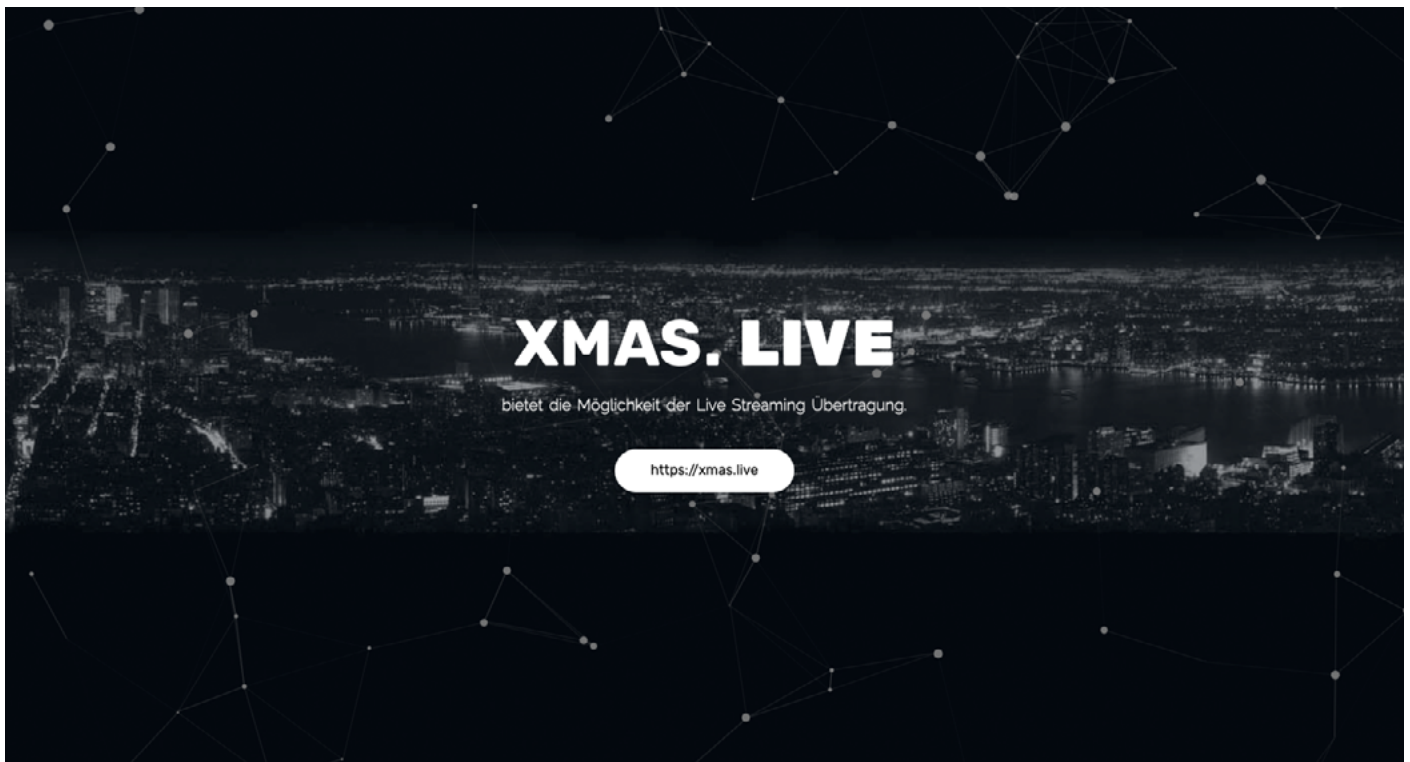 XMAS. LIVE
bietet die Möglichkeit der Live Streaming Übertragung.
https://xmas.live